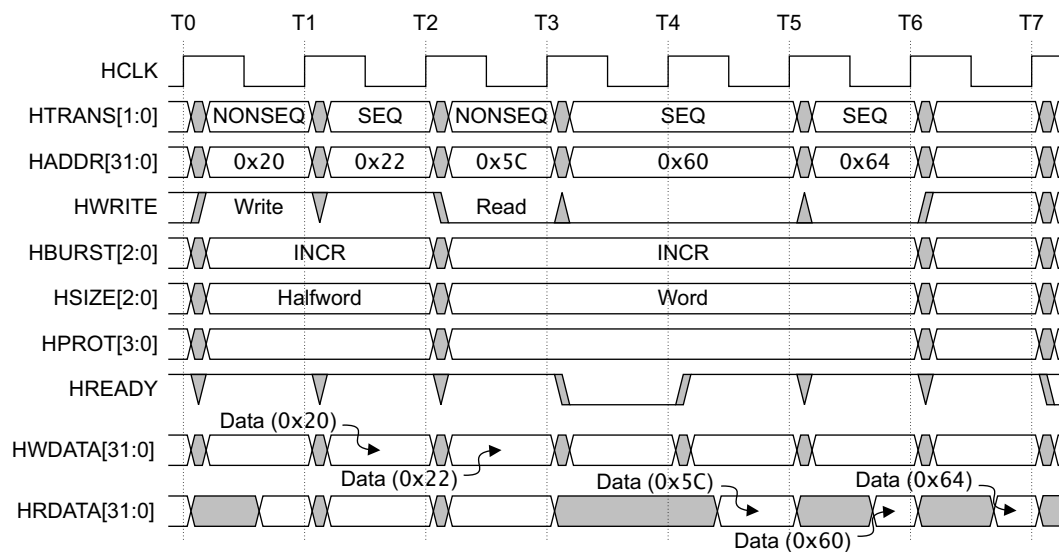 T0 T1 T2 T3 T4 T5 T6 T7
HCLK
HTRANS[1:0] NONSEQ SEQ NONSEQ SEQ SEQ
HADDR[31:0] 0x20 0x22 0x5C 0x60 0x64
HWRITE Write Read
HBURST[2:0] INCR INCR
HSIZE[2:0] Halfword Word
HPROT[3:0]
HREADY
Data (0x20)
HWDATA[31:0]
Data (0x22) Data (0x5C) Data (0x64)
HRDATA[31:0]
Data (0x60)